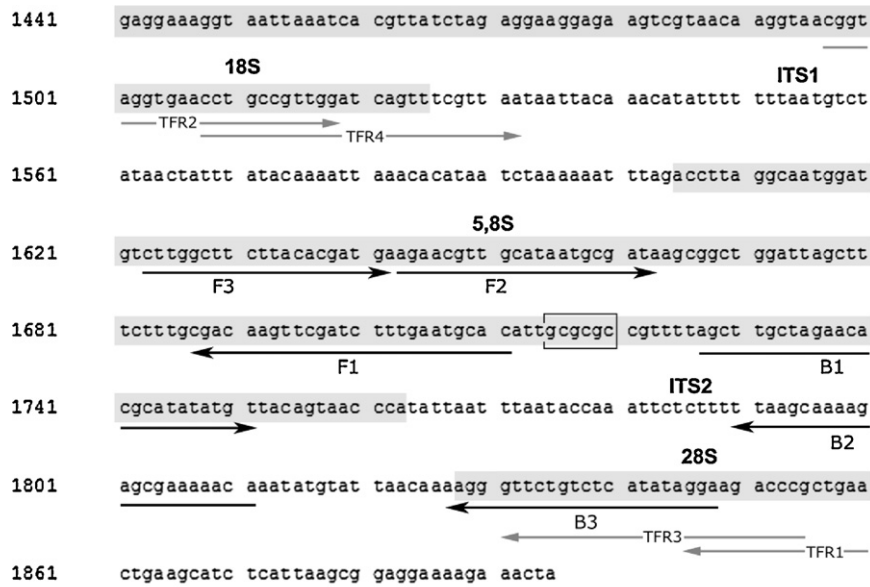 1441 gaggaaaggt aattaaatca cgttatctag aggaaggaga agtcgtaaca aggtaacggt
18S ITS1
1501 aggtgaacct gccgttggat cagtttcgtt aataattaca aacatatttt tttaatgtct
TFR2 TFR4
1561 ataactattt atacaaaatt aaacacataa tctaaaaaat ttagacctta ggcaatggat
5,8S
1621 gtcttggctt cttacacgat gaagaacgtt gcataatgcg ataagcggct ggattagctt
F3 F2
1681 tctttgcgac aagttcgatc tttgaatgca cattgcgcgc cgttttagct tgctagaaca
F1 B1
ITS2
1741 cgcatatatg ttacagtaac ccatattaat ttaataccaa attctctttt taagcaaaag
B2
28S
1801 agcgaaaaac aaatatgtat taacaaaagg gttctgtctc atataggaag acccgctgaa
B3 TFR3 TFR1
1861 ctgaagcatc tcattaagcg gaggaaaaga aacta